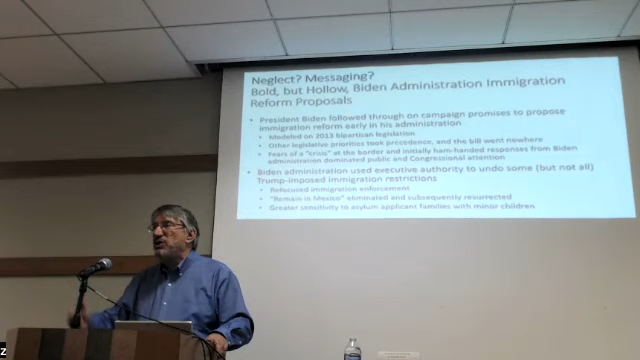 Neglect? Messaging?
Bold, but Hollow, Biden Administration Immigration
Reform Proposals
• President Biden followed through on campaign promises to propose
immigration reform early in his administration
• Modeled on 2013 bipartisan legislation
• Other legislative priorities took precedence, and the bill went nowhere
• Fears of a "crisis" at the border and initially ham-handed responses from Biden
administration dominated public and Congressional attention
• Biden administration used executive authority to undo some (but not all)
Trump-imposed immigration restrictions
• Refocused immigration enforcement
• "Remain in Mexico" eliminated and subsequently resurrected
• Greater sensitivity to asylum applicant families with minor children
z